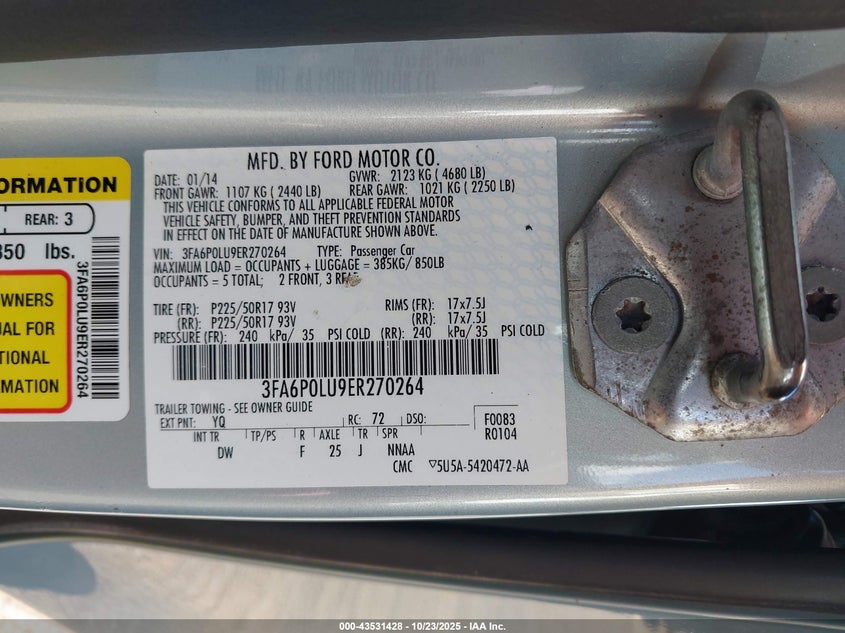 MFD. BY FORD MOTOR CO.
DATE: 01/14 GVWR: 2123 KG ( 4680 LB)
FRONT GAWR: 1107 KG ( 2440 LB) REAR GAWR: 1021 KG ( 2250 LB)
THIS VEHICLE CONFORMS TO ALL APPLICABLE FEDERAL MOTOR
VEHICLE SAFETY, BUMPER, AND THEFT PREVENTION STANDARDS
IN EFFECT ON THE DATE OF MANUFACTURE SHOWN ABOVE.
VIN: 3FA6P0LU9ER270264 TYPE: Passenger Car
MAXIMUM LOAD = OCCUPANTS + LUGGAGE = 385KG/ 850LB
OCCUPANTS = 5 TOTAL; 2 FRONT, 3 REAR
TIRE (FR): P225/50R17 93V RIMS (FR): 17x7.5J
(RR): P225/50R17 93V (RR): 17x7.5J
PRESSURE (FR): 240 kPa/ 35 PSI COLD (RR): 240 kPa/ 35 PSI COLD
3FA6P0LU9ER270264
TRAILER TOWING - SEE OWNER GUIDE
EXT PNT: YQ RC: 72 DSO: F0083
INT TR TP/PS R AXLE TR SPR R0104
DW F 25 J NNAA
CMC ▽5U5A-5420472-AA
ORMATION
REAR: 3
850 lbs.
OWNERS
UAL FOR
TIONAL
RMATION
3FA6P0LU9ER270264
000-43531428 - 10/23/2025 - IAA Inc.